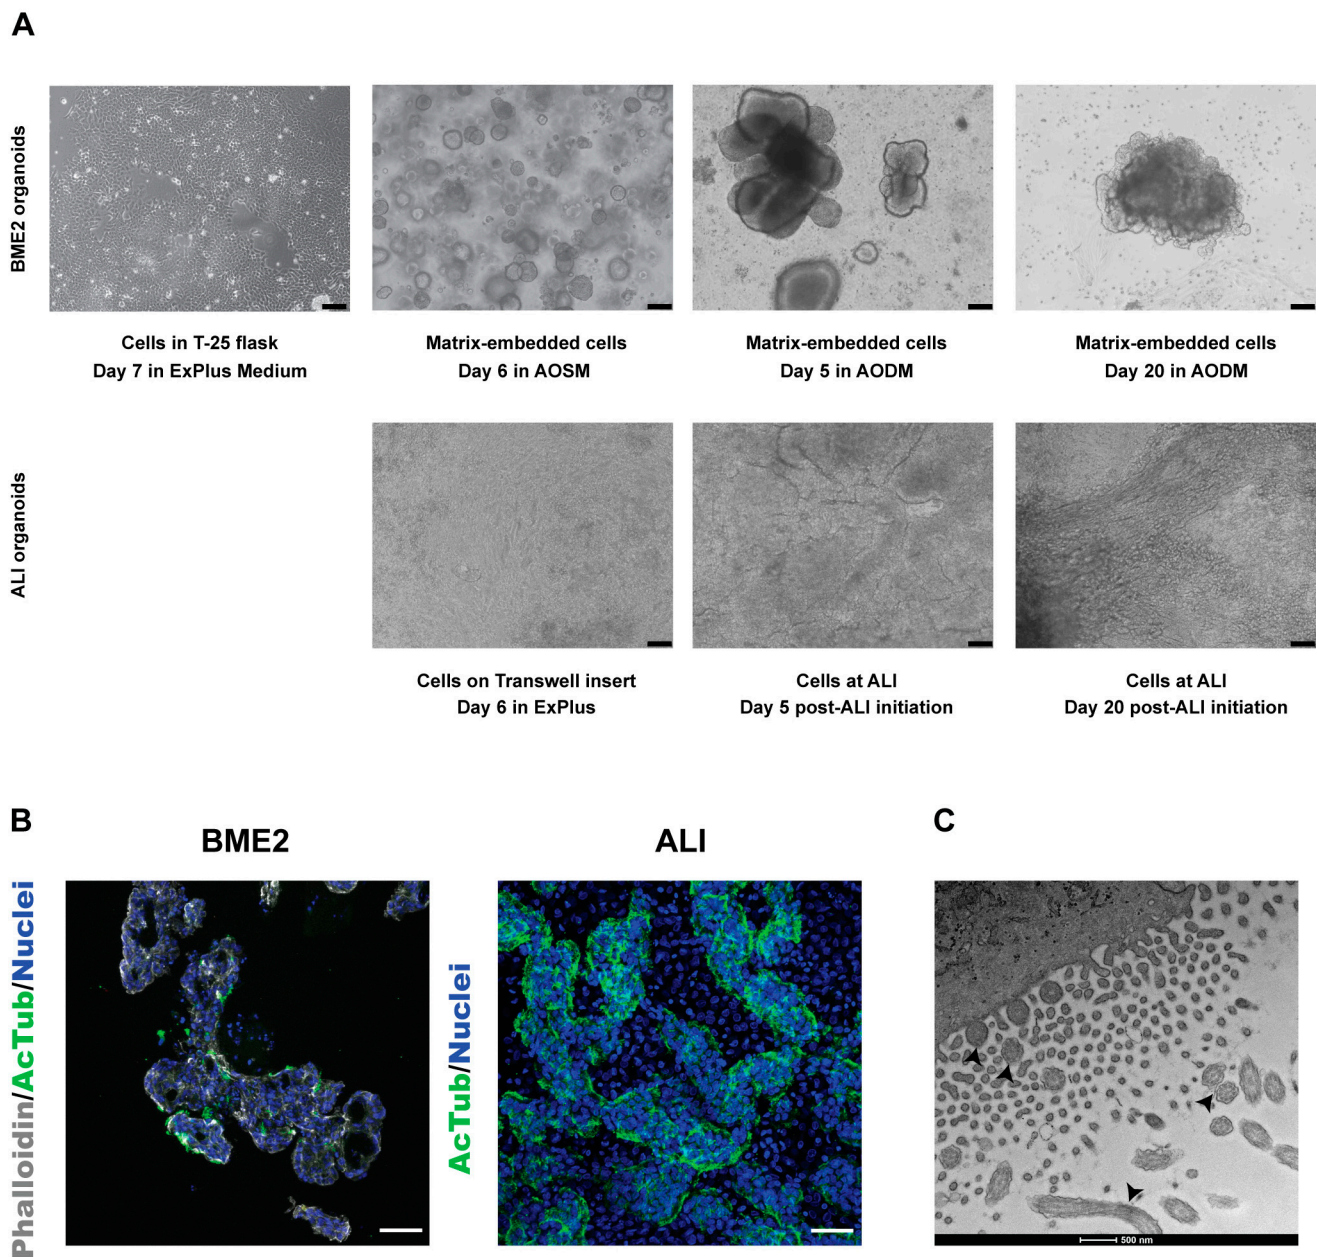 A
BME2 organoids
Cells in T-25 flask
Day 7 in ExPlus Medium
Matrix-embedded cells
Day 6 in AOSM
Matrix-embedded cells
Day 5 in AODM
Matrix-embedded cells
Day 20 in AODM
ALI organoids
Cells on Transwell insert
Day 6 in ExPlus
Cells at ALI
Day 5 post-ALI initiation
Cells at ALI
Day 20 post-ALI initiation
B
BME2
Phalloidin/AcTub/Nuclei
ALI
AcTub/Nuclei
C
500 nm